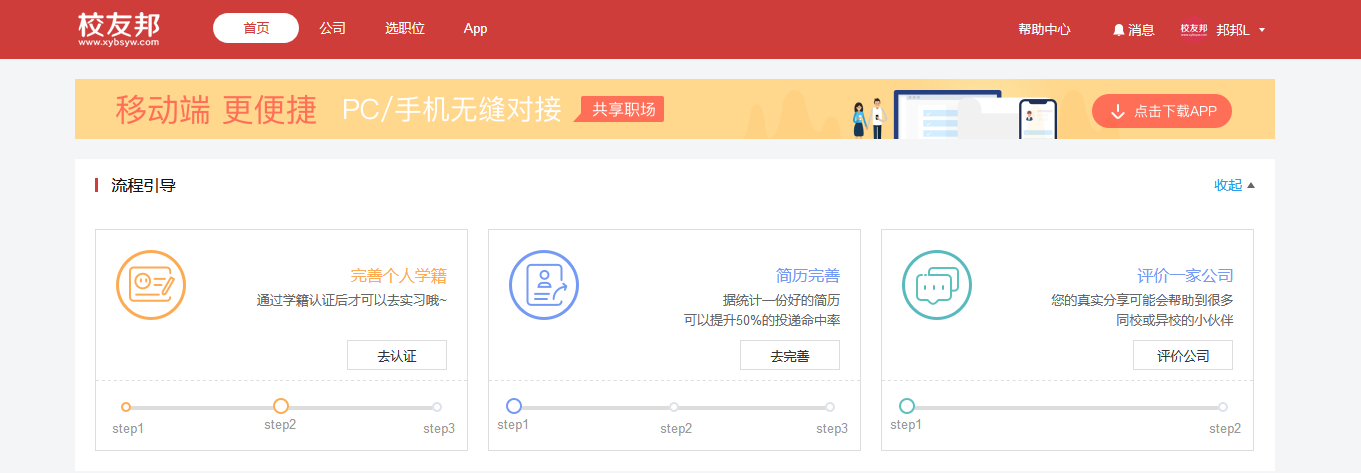 校友邦
www.xybsyw.com
首页
公司
选职位
App
帮助中心
消息
校友邦
邦邦L
移动端 更便捷
PC/手机无缝对接
共享职场
点击下载APP
流程引导
收起
完善个人学籍
通过学籍认证后才可以去实习哦~
去认证
step1
step2
step3
简历完善
据统计一份好的简历
可以提升50%的投递命中率
去完善
step1
step2
step3
评价一家公司
您的真实分享可能会帮助到很多
同校或异校的小伙伴
评价公司
step1
step2